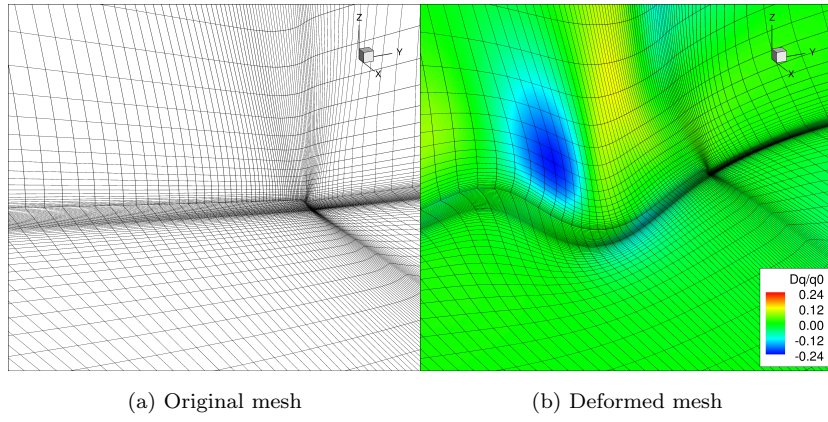 Z
Y
X
Z
Y
X
Dq/q0
0.24
0.12
0.00
-0.12
-0.24
(a) Original mesh
(b) Deformed mesh